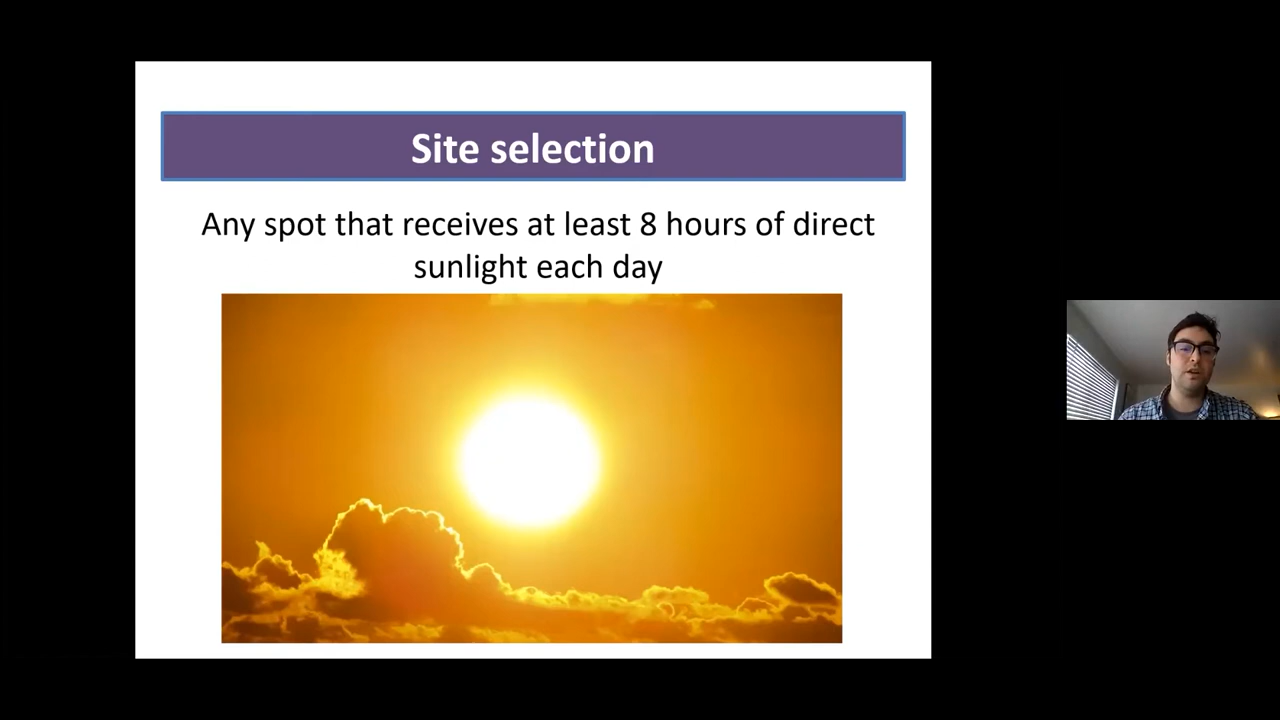 Site selection
Any spot that receives at least 8 hours of direct
sunlight each day